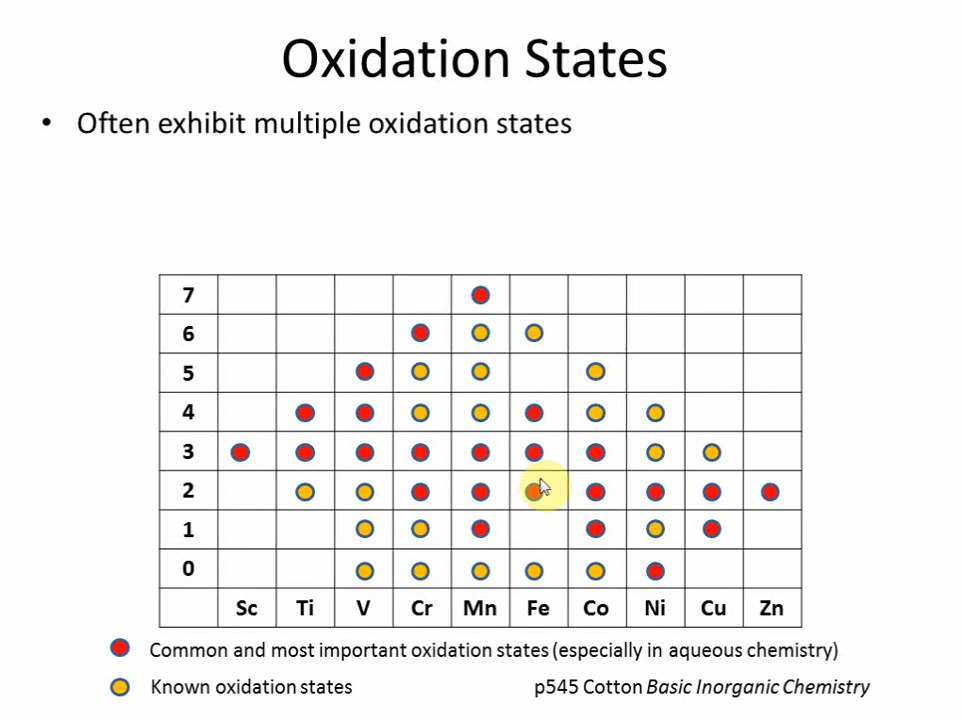 Oxidation States
• Often exhibit multiple oxidation states
7
6
5
4
3
2
1
0
Sc Ti V Cr Mn Fe Co Ni Cu Zn
Common and most important oxidation states (especially in aqueous chemistry)
Known oxidation states p545 Cotton Basic Inorganic Chemistry